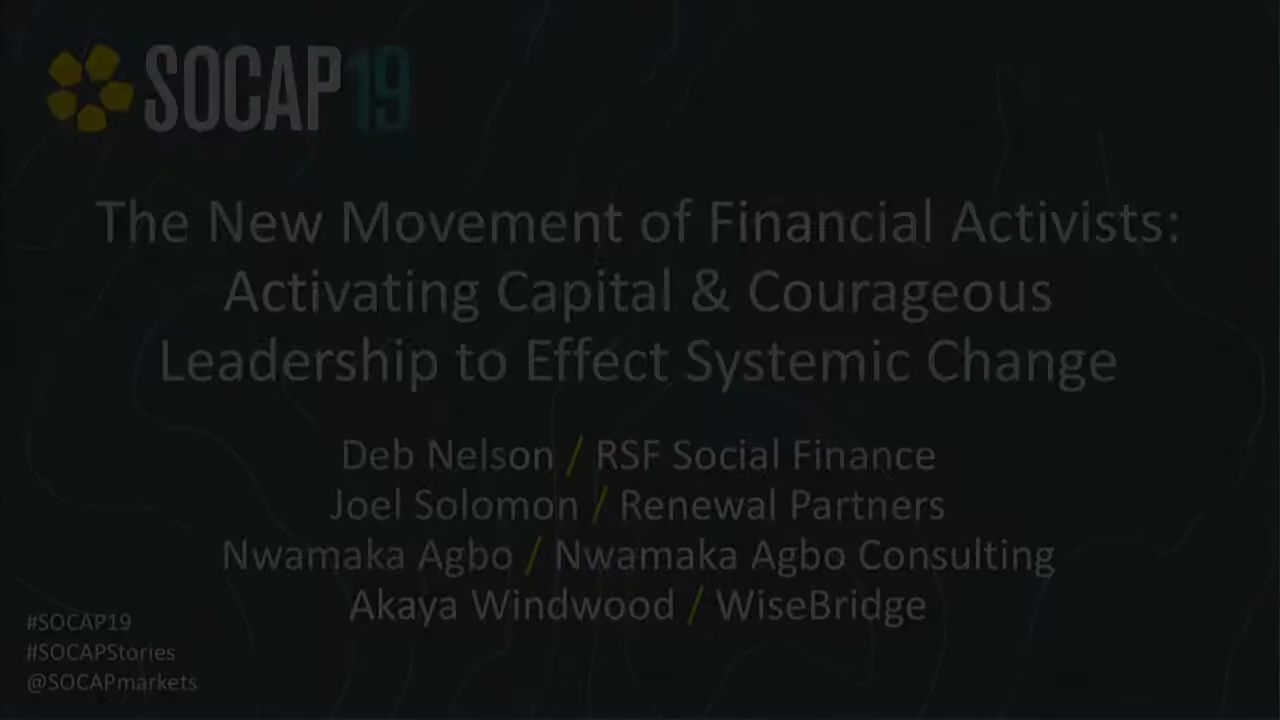 SOCAP19
The New Movement of Financial Activists:
Activating Capital & Courageous
Leadership to Effect Systemic Change
Deb Nelson / RSF Social Finance
Joel Solomon / Renewal Partners
Nwamaka Agbo / Nwamaka Agbo Consulting
Akaya Windwood / WiseBridge
#SOCAP19
#SOCAPStories
@SOCAPmarkets